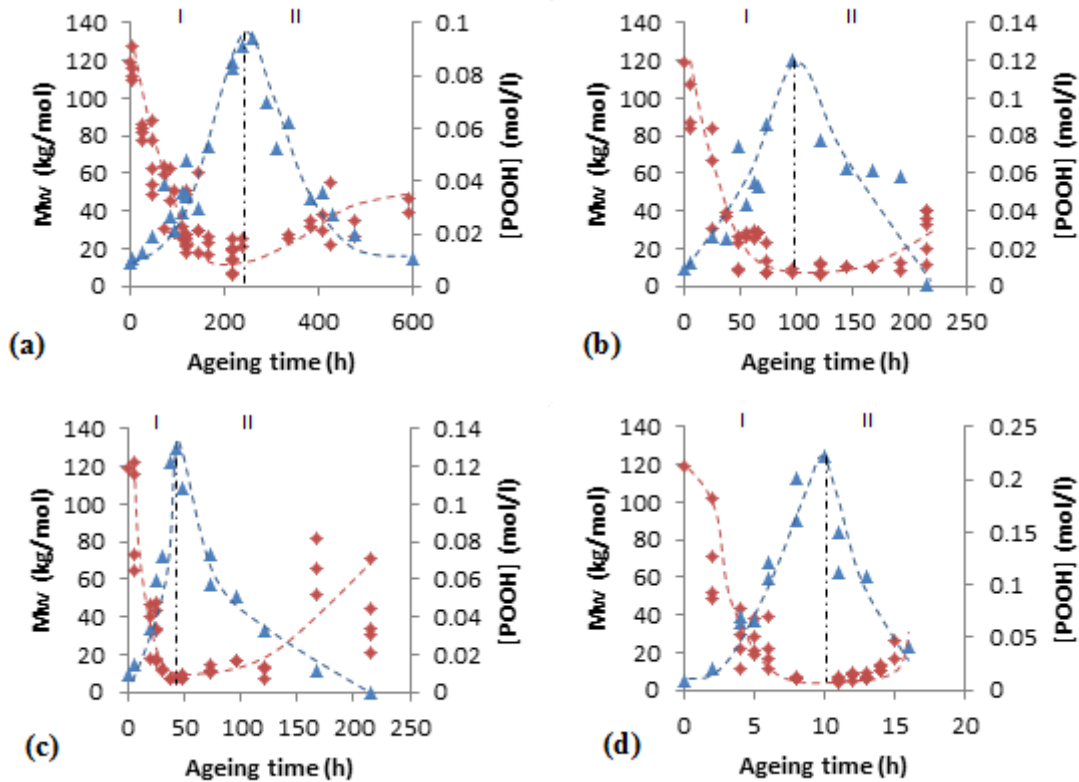 I II
140 0.1
120 0.08
100
80 0.06
60 0.04
40
20 0.02
0 0
0 200 400 600
Mw (kg/mol)
[POOH] (mol/l)
Ageing time (h)
(a)
I II
140 0.14
120 0.12
100 0.1
80 0.08
60 0.06
40 0.04
20 0.02
0 0
0 50 100 150 200 250
Mw (kg/mol)
[POOH] (mol/l)
Ageing time (h)
(b)
I II
140 0.14
120 0.12
100 0.1
80 0.08
60 0.06
40 0.04
20 0.02
0 0
0 50 100 150 200 250
Mw (kg/mol)
[POOH] (mol/l)
Ageing time (h)
(c)
I II
140 0.25
120 0.2
100
80 0.15
60 0.1
40
20 0.05
0 0
0 5 10 15 20
Mw (kg/mol)
[POOH] (mol/l)
Ageing time (h)
(d)